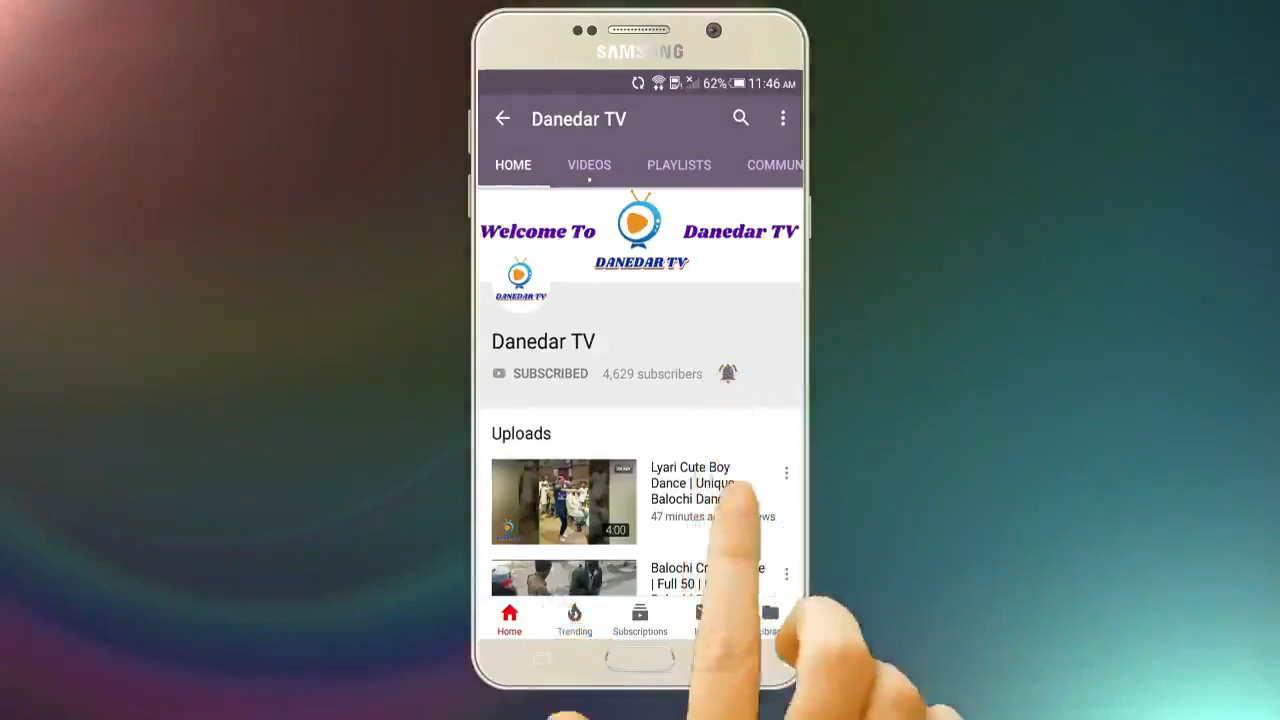 SAMSUNG
62% 11:46 AM
Danedar TV
HOME VIDEOS PLAYLISTS COMMUN
Welcome To Danedar TV
DANEDAR TV
DANEDAR TV
Danedar TV
SUBSCRIBED 4,629 subscribers
Uploads
Lyari Cute Boy
Dance | Unique
Balochi Dan
47 minutes a ews
4:00
Balochi C e
| Full 50 |
Home Trending Subscriptions